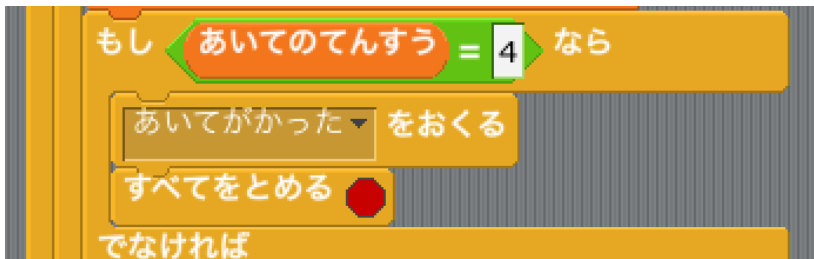 もし あいてのてんすう = 4 なら
あいてがかった をおくる
すべてをとめる
でなければ